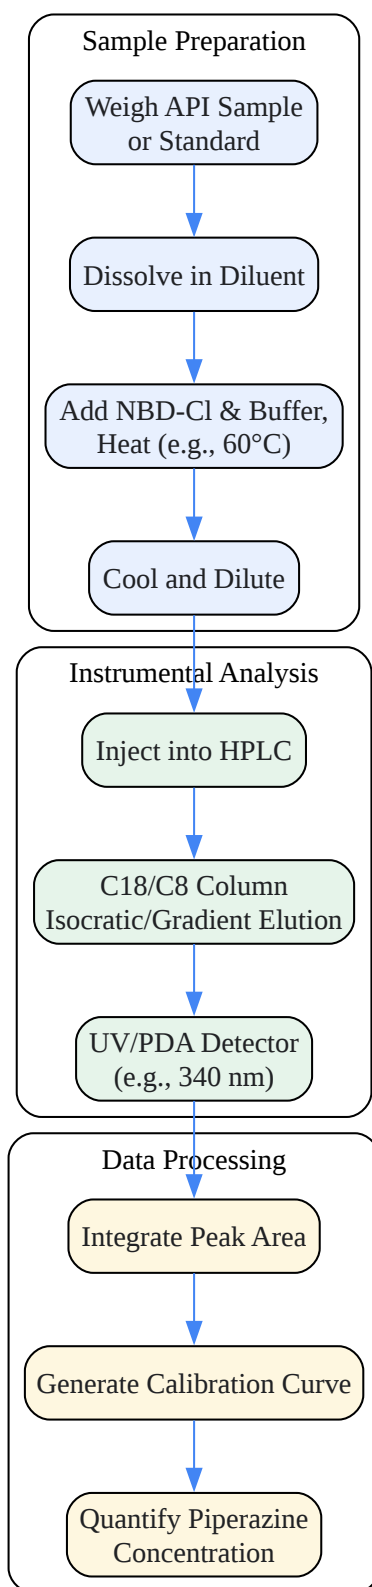 Sample Preparation
Weigh API Sample
or Standard
Dissolve in Diluent
Add NBD-Cl & Buffer,
Heat (e.g., 60°C)
Cool and Dilute
Instrumental Analysis
Inject into HPLC
C18/C8 Column
Isocratic/Gradient Elution
UV/PDA Detector
(e.g., 340 nm)
Data Processing
Integrate Peak Area
Generate Calibration Curve
Quantify Piperazine
Concentration